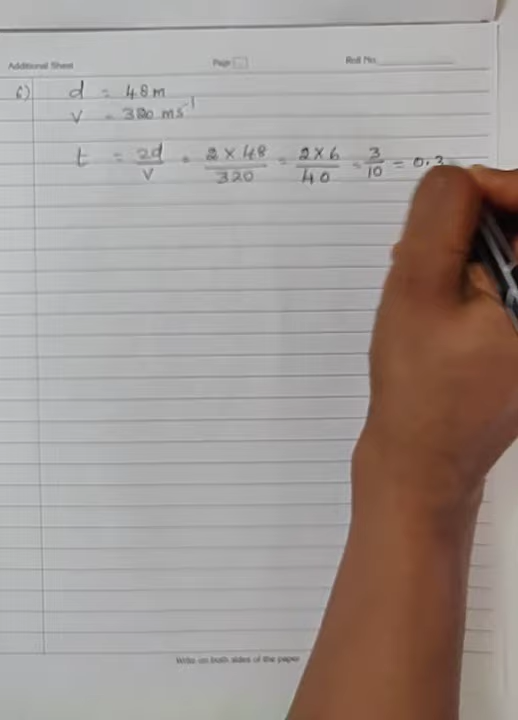 Additional Sheet Page Roll No.
6) d = 48m
v = 320 ms⁻¹
t = 2d/v = 2 × 48/320 = 2 × 6/40 = 3/10 = 0.3
Write on both sides of the paper